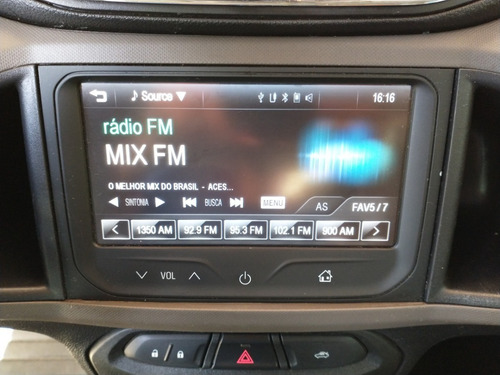 Source 16:16
rádio FM
MIX FM
O MELHOR MIX DO BRASIL - ACES...
SINTONIA BUSCA MENU AS FAV5 / 7
1350 AM 92.9 FM 95.3 FM 102.1 FM 900 AM
VOL